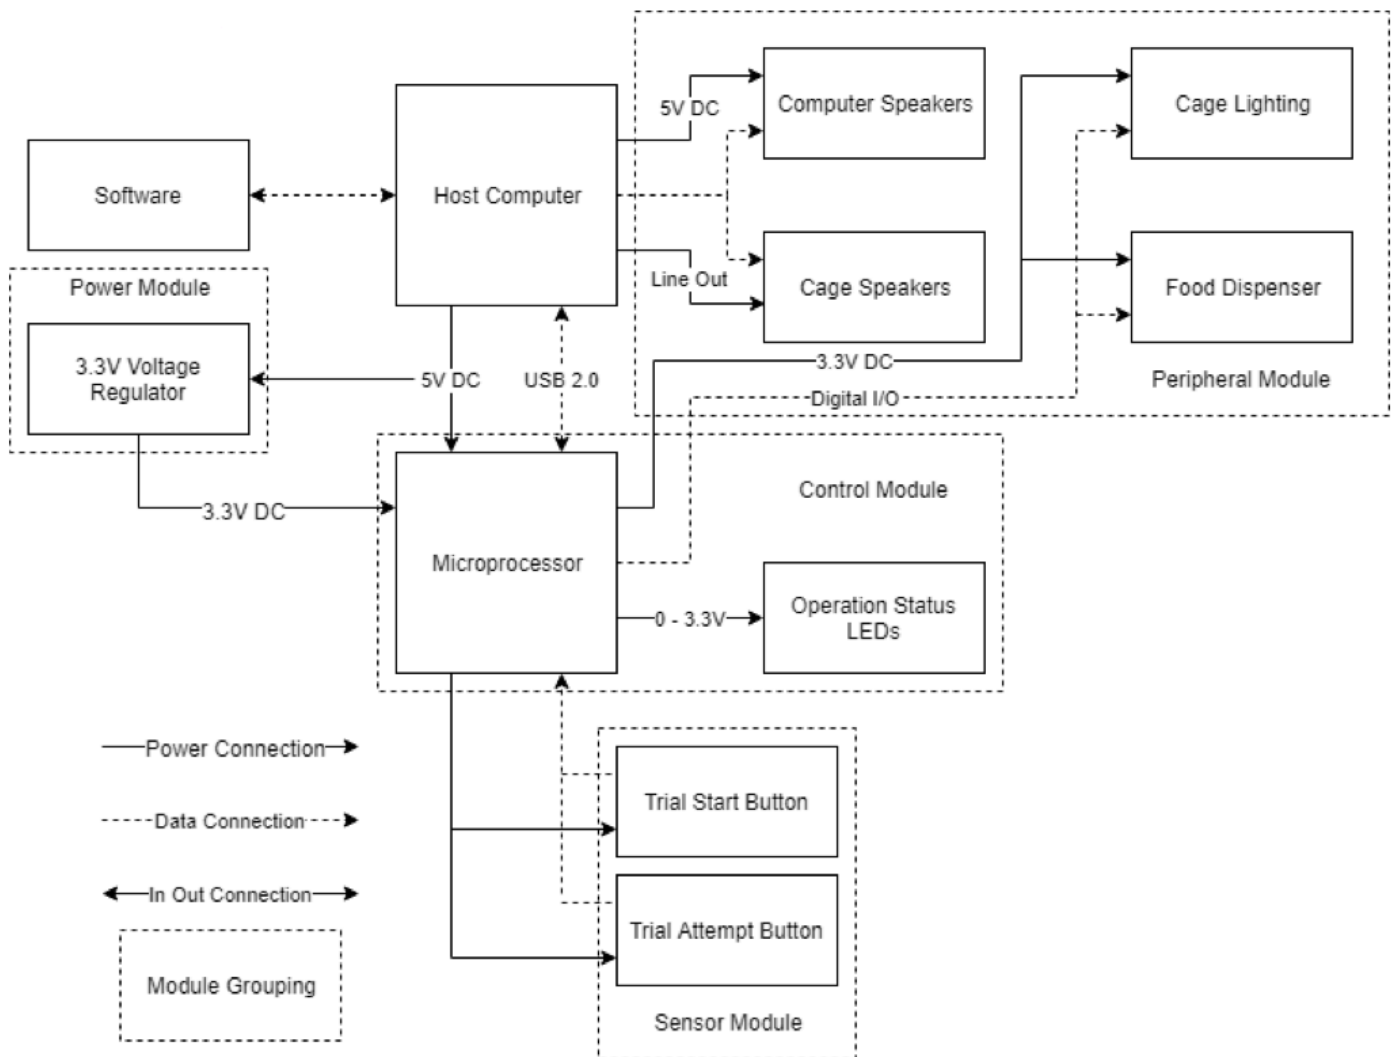 5V DC
Computer Speakers
Cage Lighting
Software
Host Computer
Line Out
Cage Speakers
Food Dispenser
Power Module
3.3V Voltage
Regulator
5V DC
USB 2.0
3.3V DC
Digital I/O
Peripheral Module
3.3V DC
Control Module
Microprocessor
0 - 3.3V
Operation Status
LEDs
Power Connection
Data Connection
In Out Connection
Module Grouping
Trial Start Button
Trial Attempt Button
Sensor Module